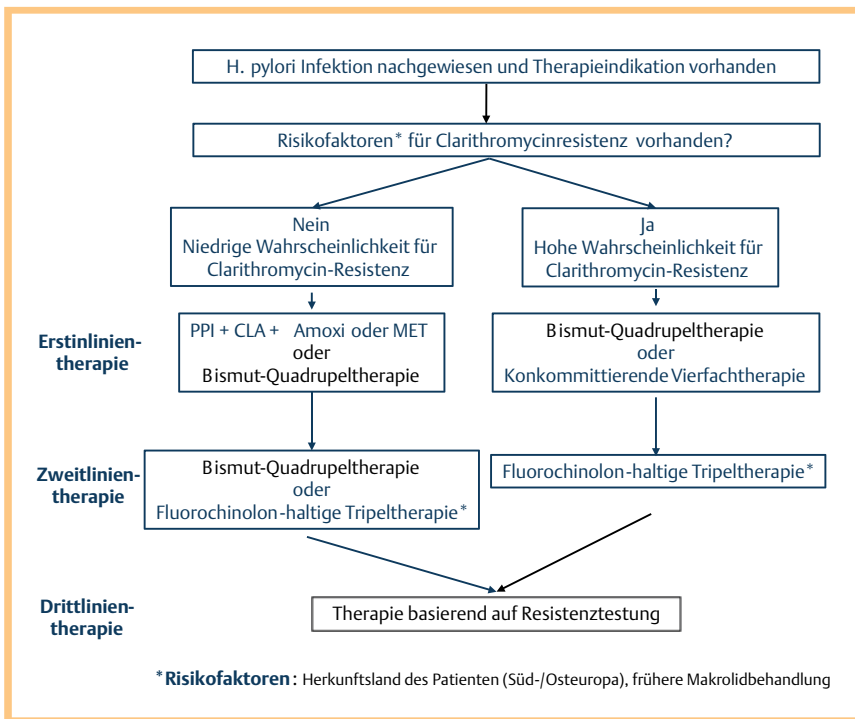 H. pylori Infektion nachgewiesen und Therapieindikation vorhanden
Risikofaktoren* für Clarithromycinresistenz vorhanden?
Nein
Niedrige Wahrscheinlichkeit für
Clarithromycin-Resistenz
Ja
Hohe Wahrscheinlichkeit für
Clarithromycin-Resistenz
Erstinlinien-
therapie
PPI + CLA + Amoxi oder MET
oder
Bismut-Quadrupeltherapie
Bismut-Quadrupeltherapie
oder
Konkommittierende Vierfachtherapie
Zweitlinien-
therapie
Bismut-Quadrupeltherapie
oder
Fluorochinolon-haltige Tripeltherapie*
Fluorochinolon-haltige Tripeltherapie*
Drittlinien-
therapie
Therapie basierend auf Resistenztestung
*Risikofaktoren: Herkunftsland des Patienten (Süd-/Osteuropa), frühere Makrolidbehandlung